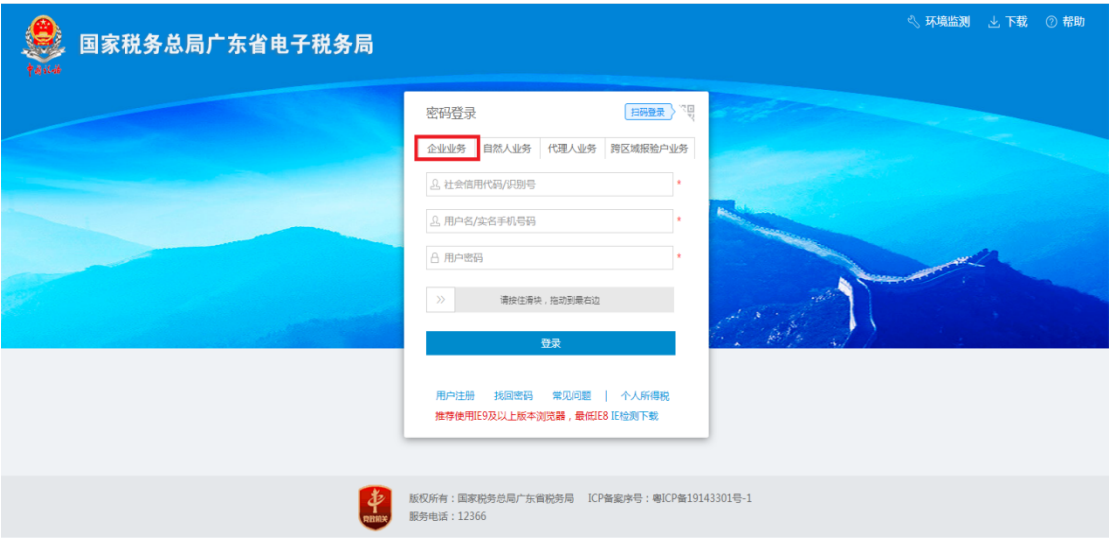 环境监测 下载 帮助
国家税务总局广东省电子税务局
中国税务
密码登录 扫码登录
企业业务 自然人业务 代理人业务 跨区域报验户业务
社会信用代码/识别号 *
用户名/实名手机号码 *
用户密码 *
>> 请按住滑块，拖动到最右边
登录
用户注册 找回密码 常见问题 | 个人所得税
推荐使用IE9及以上版本浏览器，最低IE8 IE检测下载
版权所有：国家税务总局广东省税务局 ICP备案序号：粤ICP备19143301号-1
党政机关
服务电话：12366